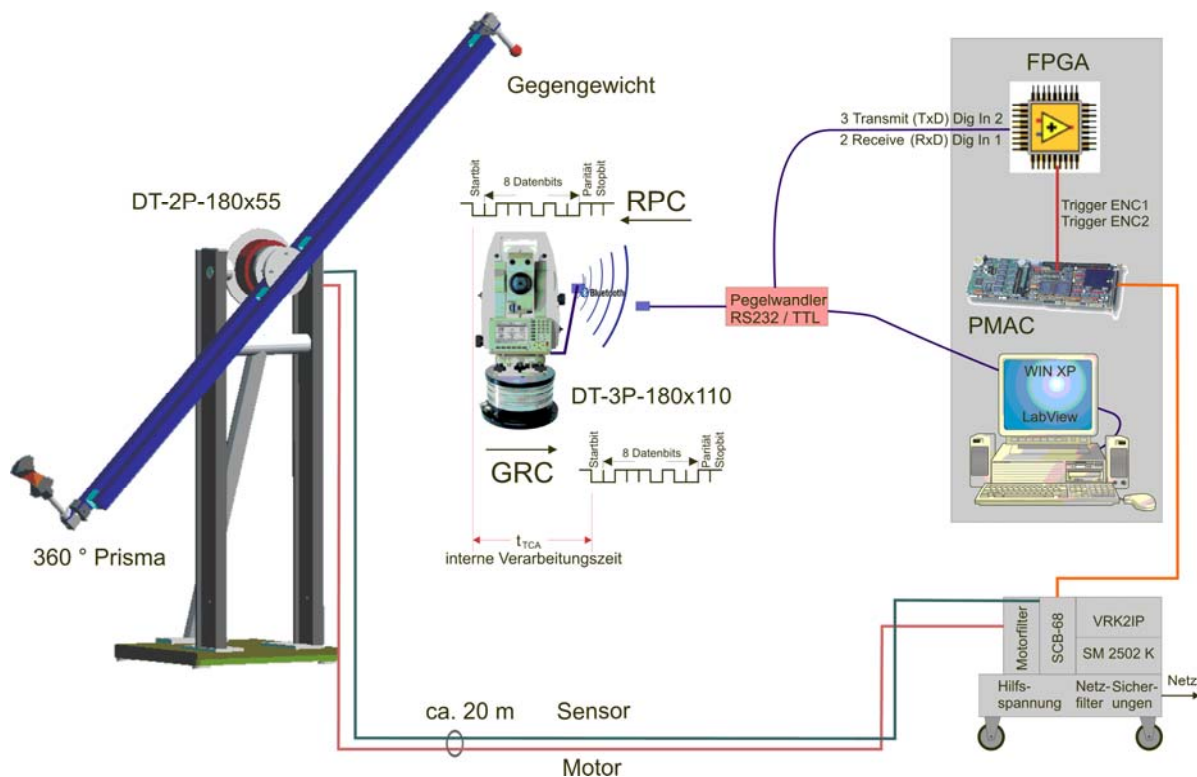 FPGA
Gegengewicht
3 Transmit (TxD) Dig In 2
2 Receive (RxD) Dig In 1
Startbit
8 Datenbits
Parität
Stopbit
RPC
DT-2P-180x55
Trigger ENC1
Trigger ENC2
Bluetooth
Pegelwandler
RS232 / TTL
PMAC
WIN XP
LabView
DT-3P-180x110
GRC
Startbit
8 Datenbits
Parität
Stopbit
tTCA
interne Verarbeitungszeit
360 ° Prisma
Motorfilter
SCB-68
VRK2IP
SM 2502 K
Hilfs-
spannung
Netz-
filter
Sicher-
ungen
Netz
ca. 20 m
Sensor
Motor